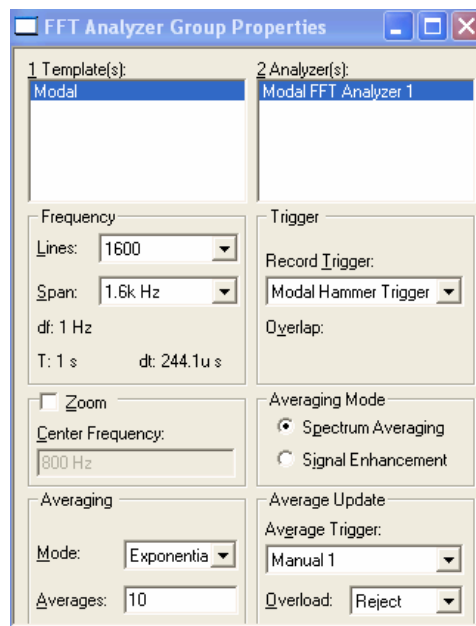 FFT Analyzer Group Properties
1 Template(s):
Modal
2 Analyzer(s):
Modal FFT Analyzer 1
Frequency
Lines: 1600
Span: 1.6k Hz
df: 1 Hz
T: 1 s dt: 244.1u s
Trigger
Record Trigger:
Modal Hammer Trigger
Overlap:
Zoom
Center Frequency:
800 Hz
Averaging Mode
Spectrum Averaging
Signal Enhancement
Averaging
Mode: Exponentia
Averages: 10
Average Update
Average Trigger:
Manual 1
Overload: Reject